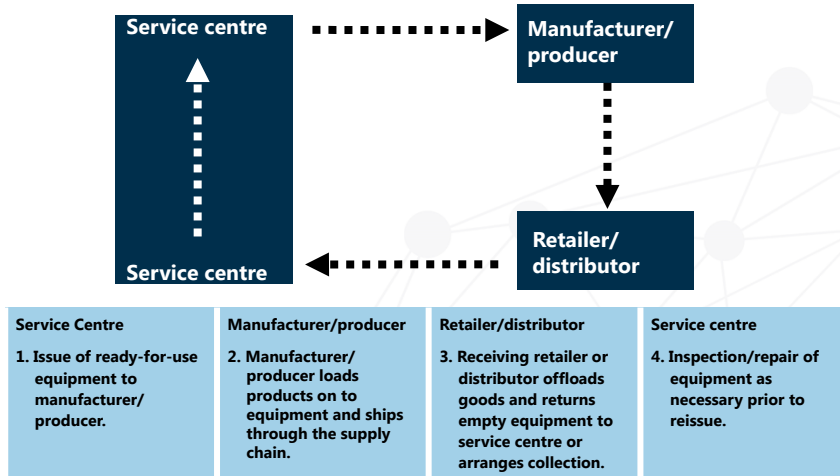 Service centre
Manufacturer/
producer
Service centre
Retailer/
distributor
Service Centre
1. Issue of ready-for-use
equipment to
manufacturer/
producer.
Manufacturer/producer
2. Manufacturer/
producer loads
products on to
equipment and ships
through the supply
chain.
Retailer/distributor
3. Receiving retailer or
distributor offloads
goods and returns
empty equipment to
service centre or
arranges collection.
Service centre
4. Inspection/repair of
equipment as
necessary prior to
reissue.